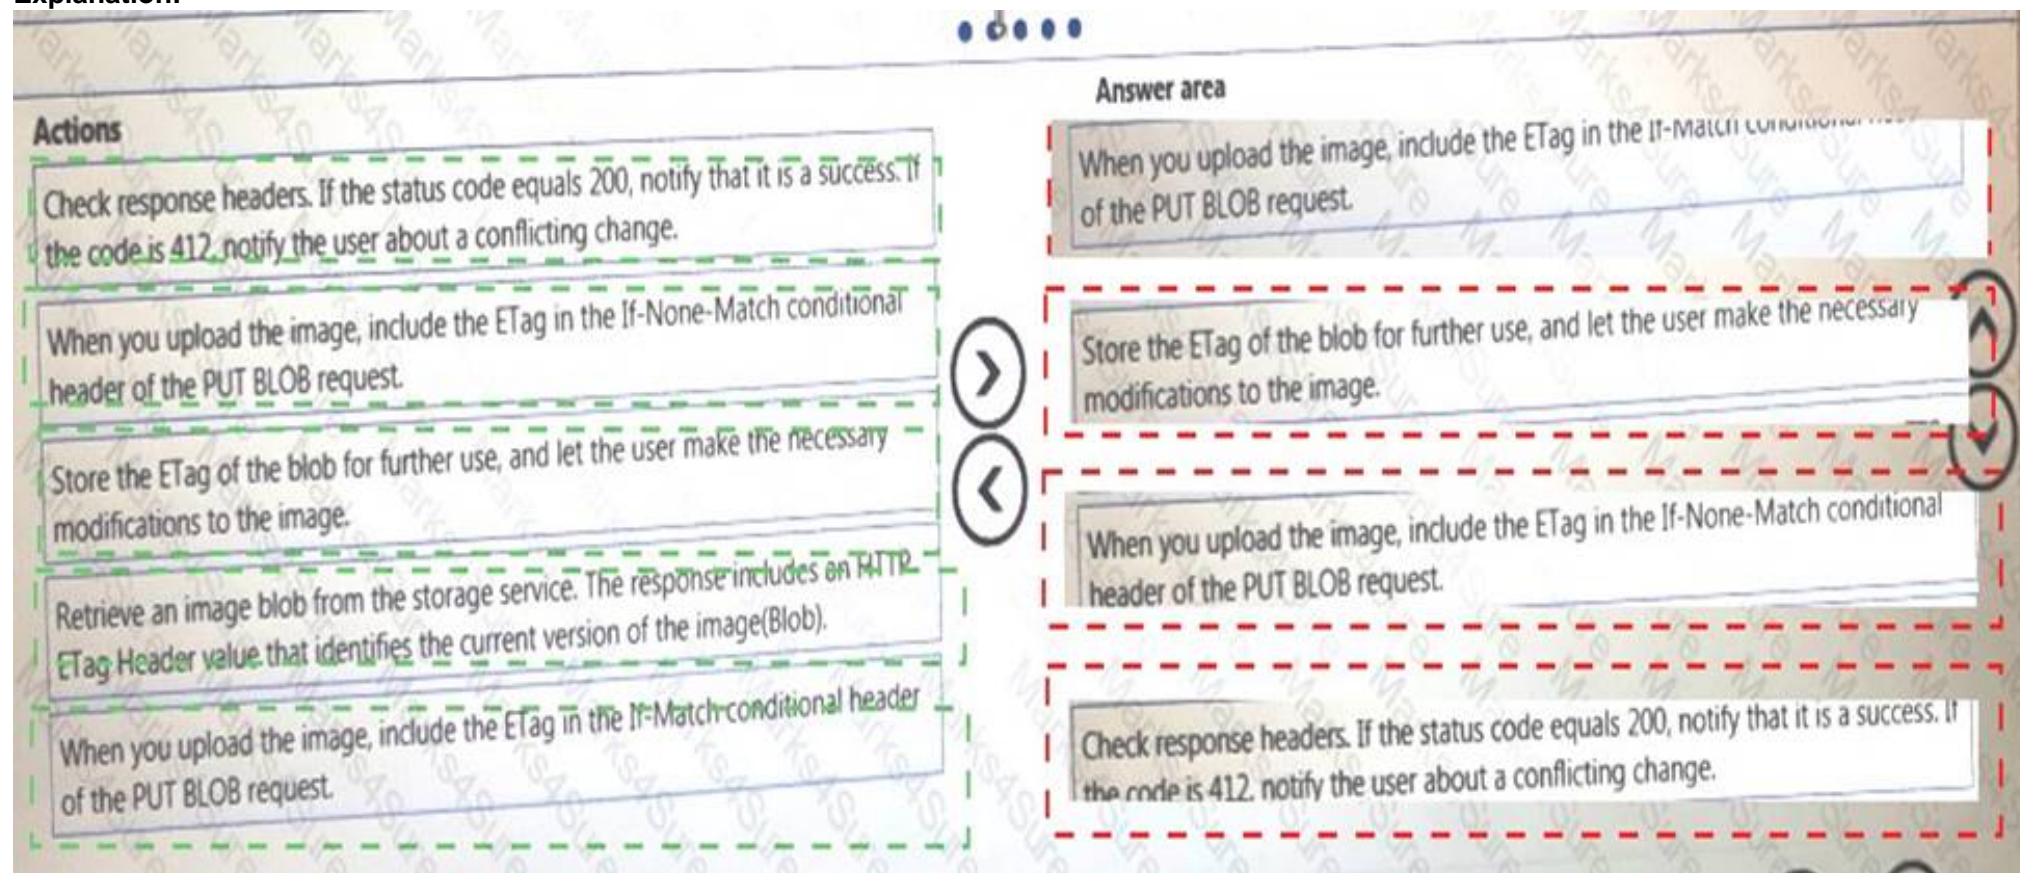 Explanation:
Actions
Check response headers. If the status code equals 200, notify that it is a success. If
the code is 412, notify the user about a conflicting change.
When you upload the image, include the ETag in the If-None-Match conditional
header of the PUT BLOB request.
Store the ETag of the blob for further use, and let the user make the necessary
modifications to the image.
Retrieve an image blob from the storage service. The response includes an HTTP
ETag Header value that identifies the current version of the image(Blob).
When you upload the image, include the ETag in the If-Match conditional header
of the PUT BLOB request.
Answer area
When you upload the image, include the ETag in the If-Match conditional
of the PUT BLOB request.
Store the ETag of the blob for further use, and let the user make the necessary
modifications to the image.
When you upload the image, include the ETag in the If-None-Match conditional
header of the PUT BLOB request.
Check response headers. If the status code equals 200, notify that it is a success. If
the code is 412, notify the user about a conflicting change.
Marks4Sure